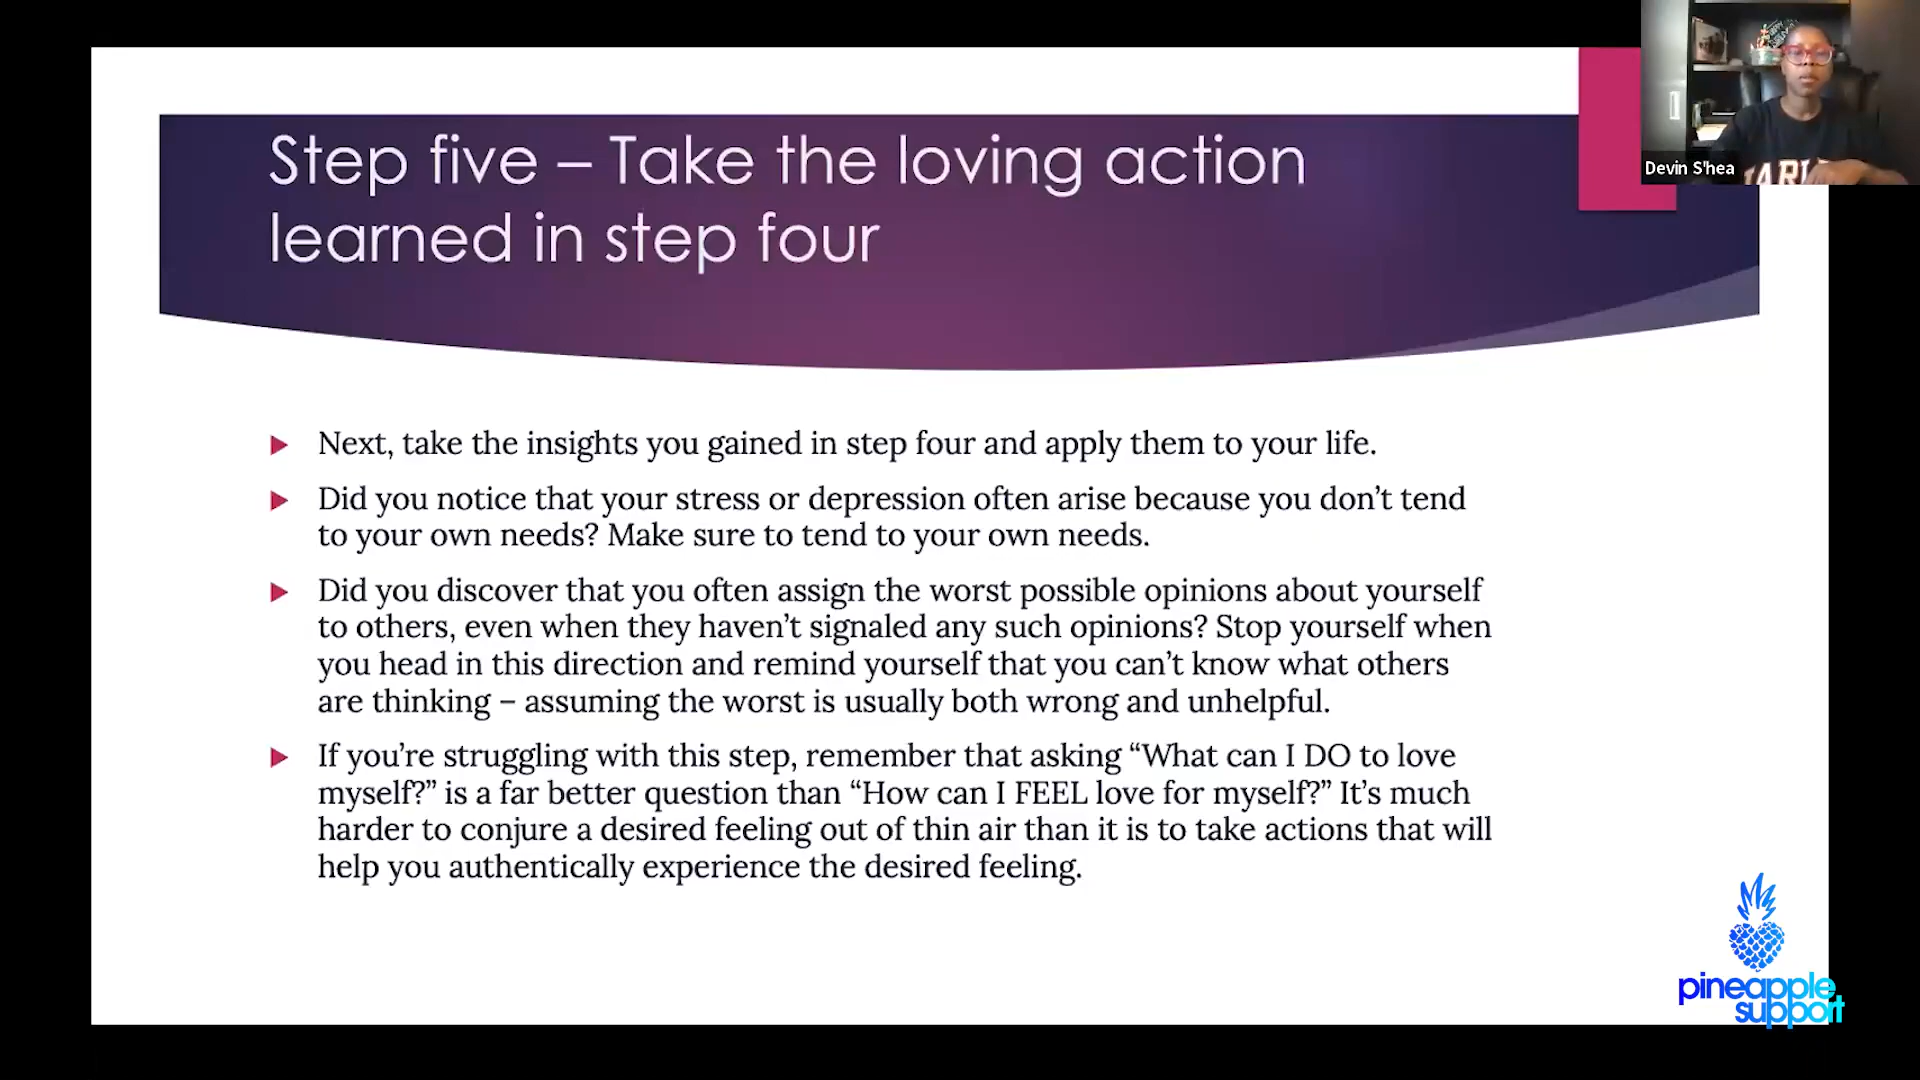 Step five – Take the loving action
learned in step four
Devin S'hea
Next, take the insights you gained in step four and apply them to your life.
Did you notice that your stress or depression often arise because you don’t tend
to your own needs? Make sure to tend to your own needs.
Did you discover that you often assign the worst possible opinions about yourself
to others, even when they haven’t signaled any such opinions? Stop yourself when
you head in this direction and remind yourself that you can’t know what others
are thinking – assuming the worst is usually both wrong and unhelpful.
If you’re struggling with this step, remember that asking “What can I DO to love
myself?” is a far better question than “How can I FEEL love for myself?” It’s much
harder to conjure a desired feeling out of thin air than it is to take actions that will
help you authentically experience the desired feeling.
pineapple
support